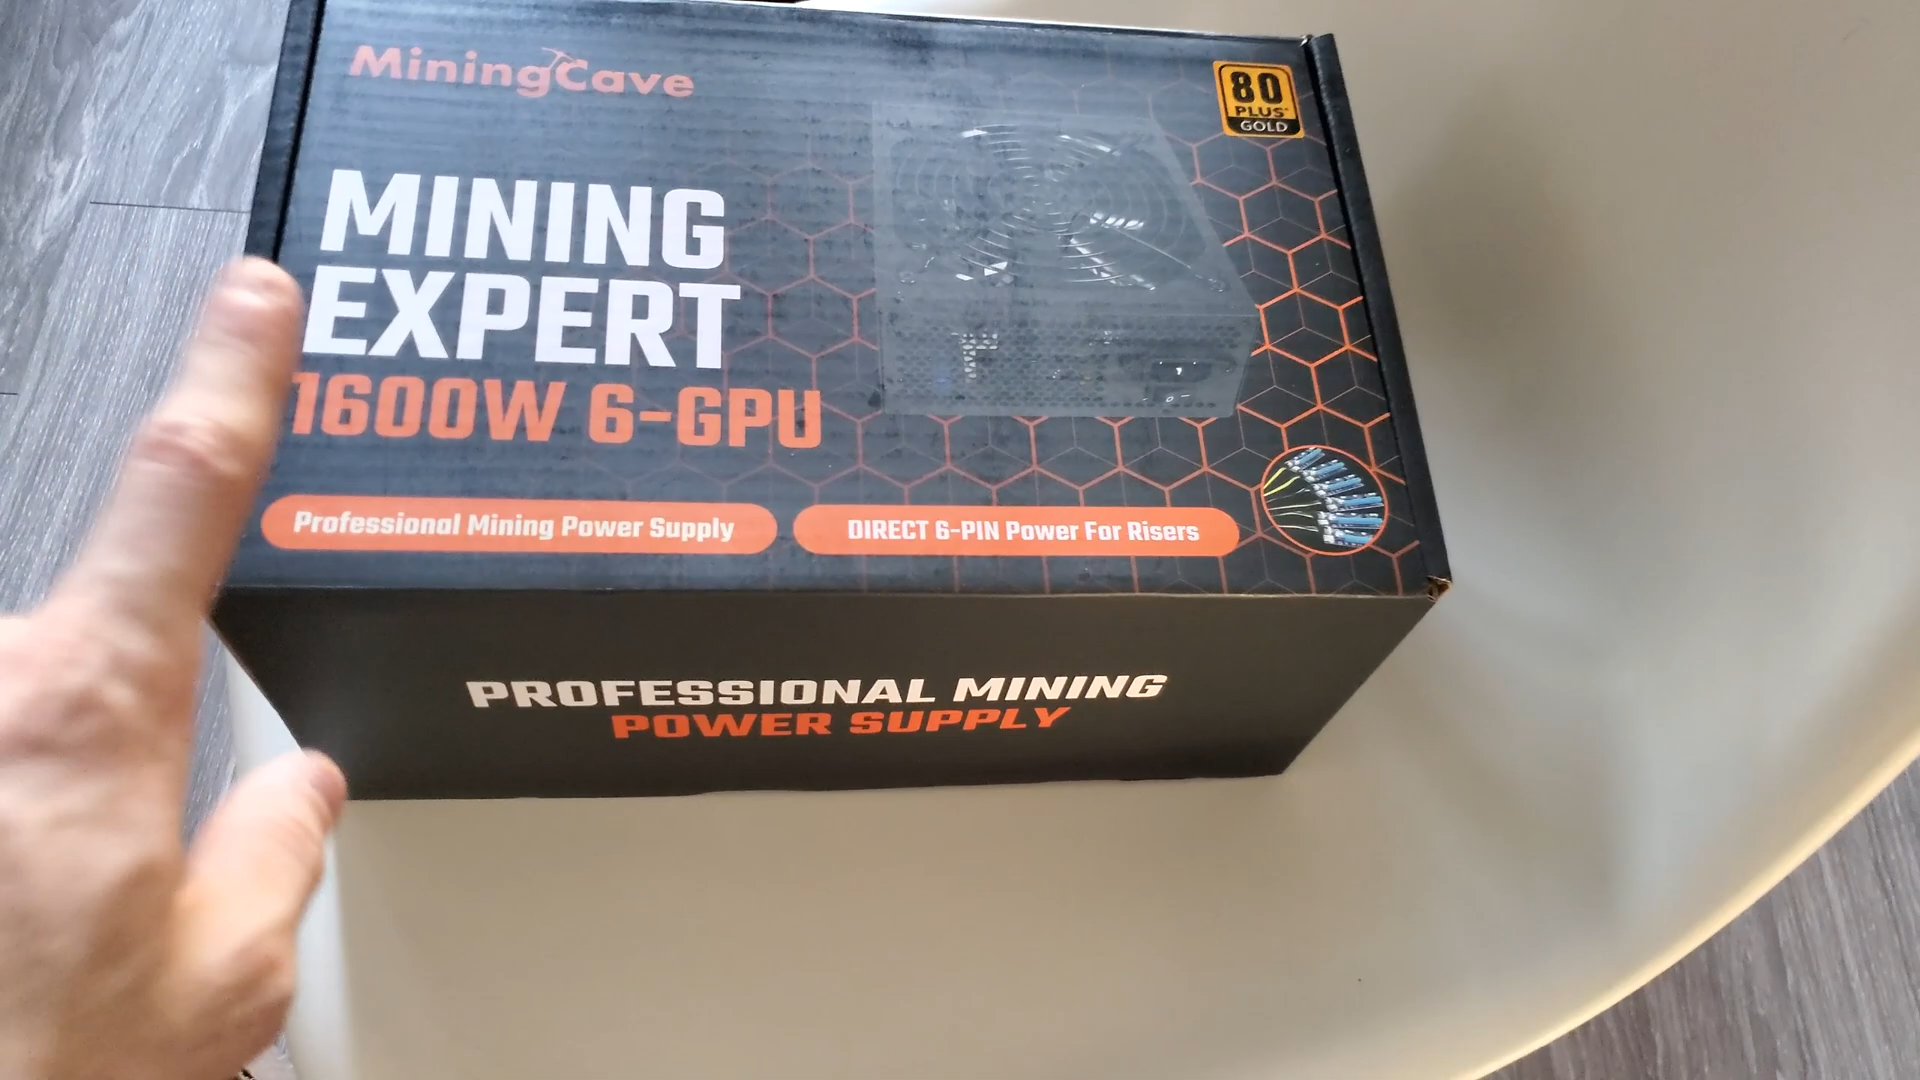 MiningCave
80
PLUS
GOLD
MINING
EXPERT
1600W 6-GPU
Professional Mining Power Supply
DIRECT 6-PIN Power For Risers
PROFESSIONAL MINING
POWER SUPPLY